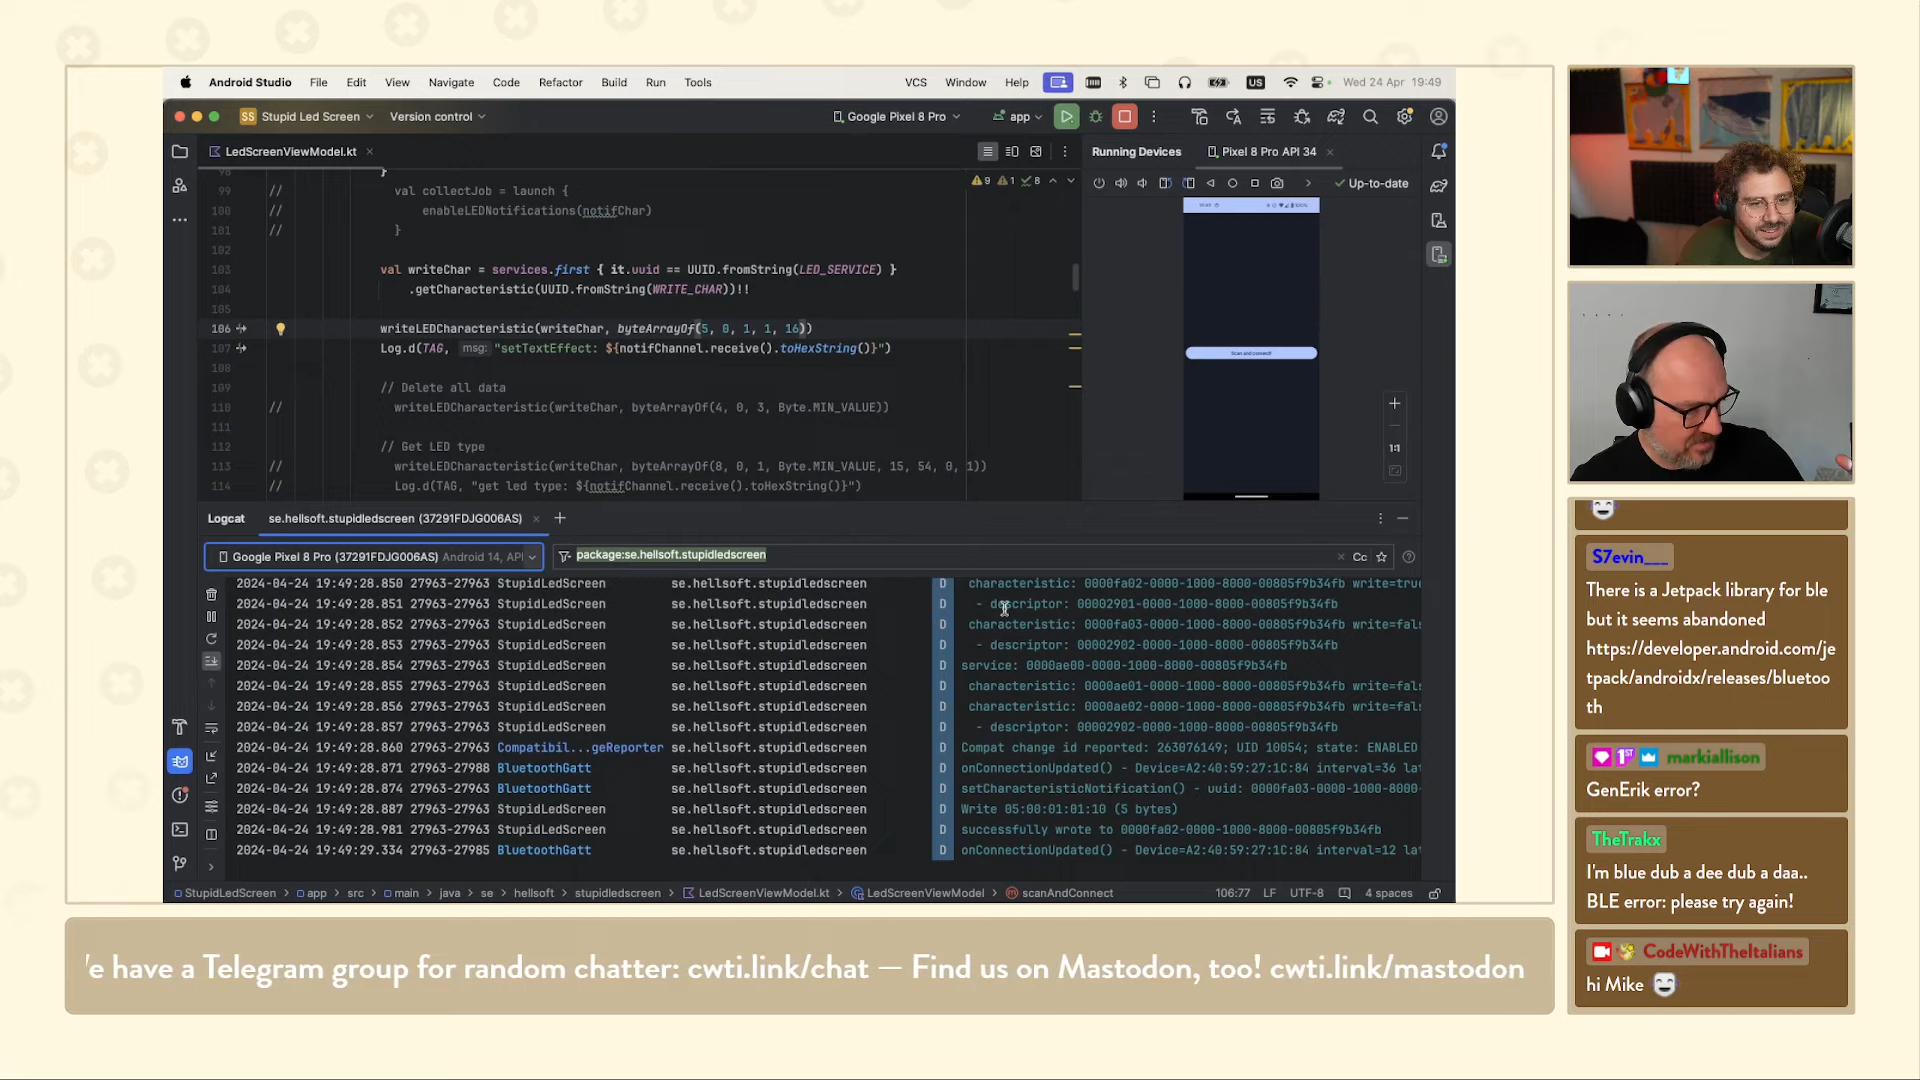 Android Studio File Edit View Navigate Code Refactor Build Run Tools VCS Window Help US Wed 24 Apr 19:49
SS Stupid Led Screen Version control Google Pixel 8 Pro app
LedScreenViewModel.kt
Running Devices Pixel 8 Pro API 34
Up-to-date
9 1 8
98 }
99 // val collectJob = launch {
100 // enableLEDNotifications(notifChar)
101 // }
102
103 val writeChar = services.first { it.uuid == UUID.fromString(LED_SERVICE) }
104 .getCharacteristic(UUID.fromString(WRITE_CHAR))!!
105
106 writeLEDCharacteristic(writeChar, byteArrayOf(5, 0, 1, 1, 16))
107 Log.d(TAG, msg: "setTextEffect: ${notifChannel.receive().toHexString()}")
108
109 // Delete all data
110 // writeLEDCharacteristic(writeChar, byteArrayOf(4, 0, 3, Byte.MIN_VALUE))
111
112 // Get LED type
113 // writeLEDCharacteristic(writeChar, byteArrayOf(8, 0, 1, Byte.MIN_VALUE, 15, 54, 0, 1))
114 // Log.d(TAG, "get led type: ${notifChannel.receive().toHexString()}")
Scan and connect!
1:1
Logcat se.hellsoft.stupidledscreen (37291FDJG006AS)
Google Pixel 8 Pro (37291FDJG006AS) Android 14, API package:se.hellsoft.stupidledscreen Cc
2024-04-24 19:49:28.850 27963-27963 StupidLedScreen se.hellsoft.stupidledscreen D characteristic: 0000fa02-0000-1000-8000-00805f9b34fb write=true
2024-04-24 19:49:28.851 27963-27963 StupidLedScreen se.hellsoft.stupidledscreen D - descriptor: 00002901-0000-1000-8000-00805f9b34fb
2024-04-24 19:49:28.852 27963-27963 StupidLedScreen se.hellsoft.stupidledscreen D characteristic: 0000fa03-0000-1000-8000-00805f9b34fb write=fals
2024-04-24 19:49:28.853 27963-27963 StupidLedScreen se.hellsoft.stupidledscreen D - descriptor: 00002902-0000-1000-8000-00805f9b34fb
2024-04-24 19:49:28.854 27963-27963 StupidLedScreen se.hellsoft.stupidledscreen D service: 0000ae00-0000-1000-8000-00805f9b34fb
2024-04-24 19:49:28.855 27963-27963 StupidLedScreen se.hellsoft.stupidledscreen D characteristic: 0000ae01-0000-1000-8000-00805f9b34fb write=fals
2024-04-24 19:49:28.856 27963-27963 StupidLedScreen se.hellsoft.stupidledscreen D characteristic: 0000ae02-0000-1000-8000-00805f9b34fb write=fals
2024-04-24 19:49:28.857 27963-27963 StupidLedScreen se.hellsoft.stupidledscreen D - descriptor: 00002902-0000-1000-8000-00805f9b34fb
2024-04-24 19:49:28.860 27963-27963 Compatibil...geReporter se.hellsoft.stupidledscreen D Compat change id reported: 263076149; UID 10054; state: ENABLED
2024-04-24 19:49:28.871 27963-27988 BluetoothGatt se.hellsoft.stupidledscreen D onConnectionUpdated() - Device=A2:40:59:27:1C:84 interval=36 lat
2024-04-24 19:49:28.874 27963-27963 BluetoothGatt se.hellsoft.stupidledscreen D setCharacteristicNotification() - uuid: 0000fa03-0000-1000-8000-
2024-04-24 19:49:28.887 27963-27963 StupidLedScreen se.hellsoft.stupidledscreen D Write 05:00:01:01:10 (5 bytes)
2024-04-24 19:49:28.981 27963-27963 StupidLedScreen se.hellsoft.stupidledscreen D successfully wrote to 0000fa02-0000-1000-8000-00805f9b34fb
2024-04-24 19:49:29.334 27963-27985 BluetoothGatt se.hellsoft.stupidledscreen D onConnectionUpdated() - Device=A2:40:59:27:1C:84 interval=12 lat
StupidLedScreen > app > src > main > java > se > hellsoft > stupidledscreen > LedScreenViewModel.kt > LedScreenViewModel > scanAndConnect 106:77 LF UTF-8 4 spaces
S7evin___
There is a Jetpack library for ble
but it seems abandoned
https://developer.android.com/je
tpack/androidx/releases/bluetoo
th
1ST markiallison
GenErik error?
TheTrakx
I'm blue dub a dee dub a daa..
BLE error: please try again!
CodeWithTheItalians
hi Mike
e have a Telegram group for random chatter: cwti.link/chat — Find us on Mastodon, too! cwti.link/mastodon